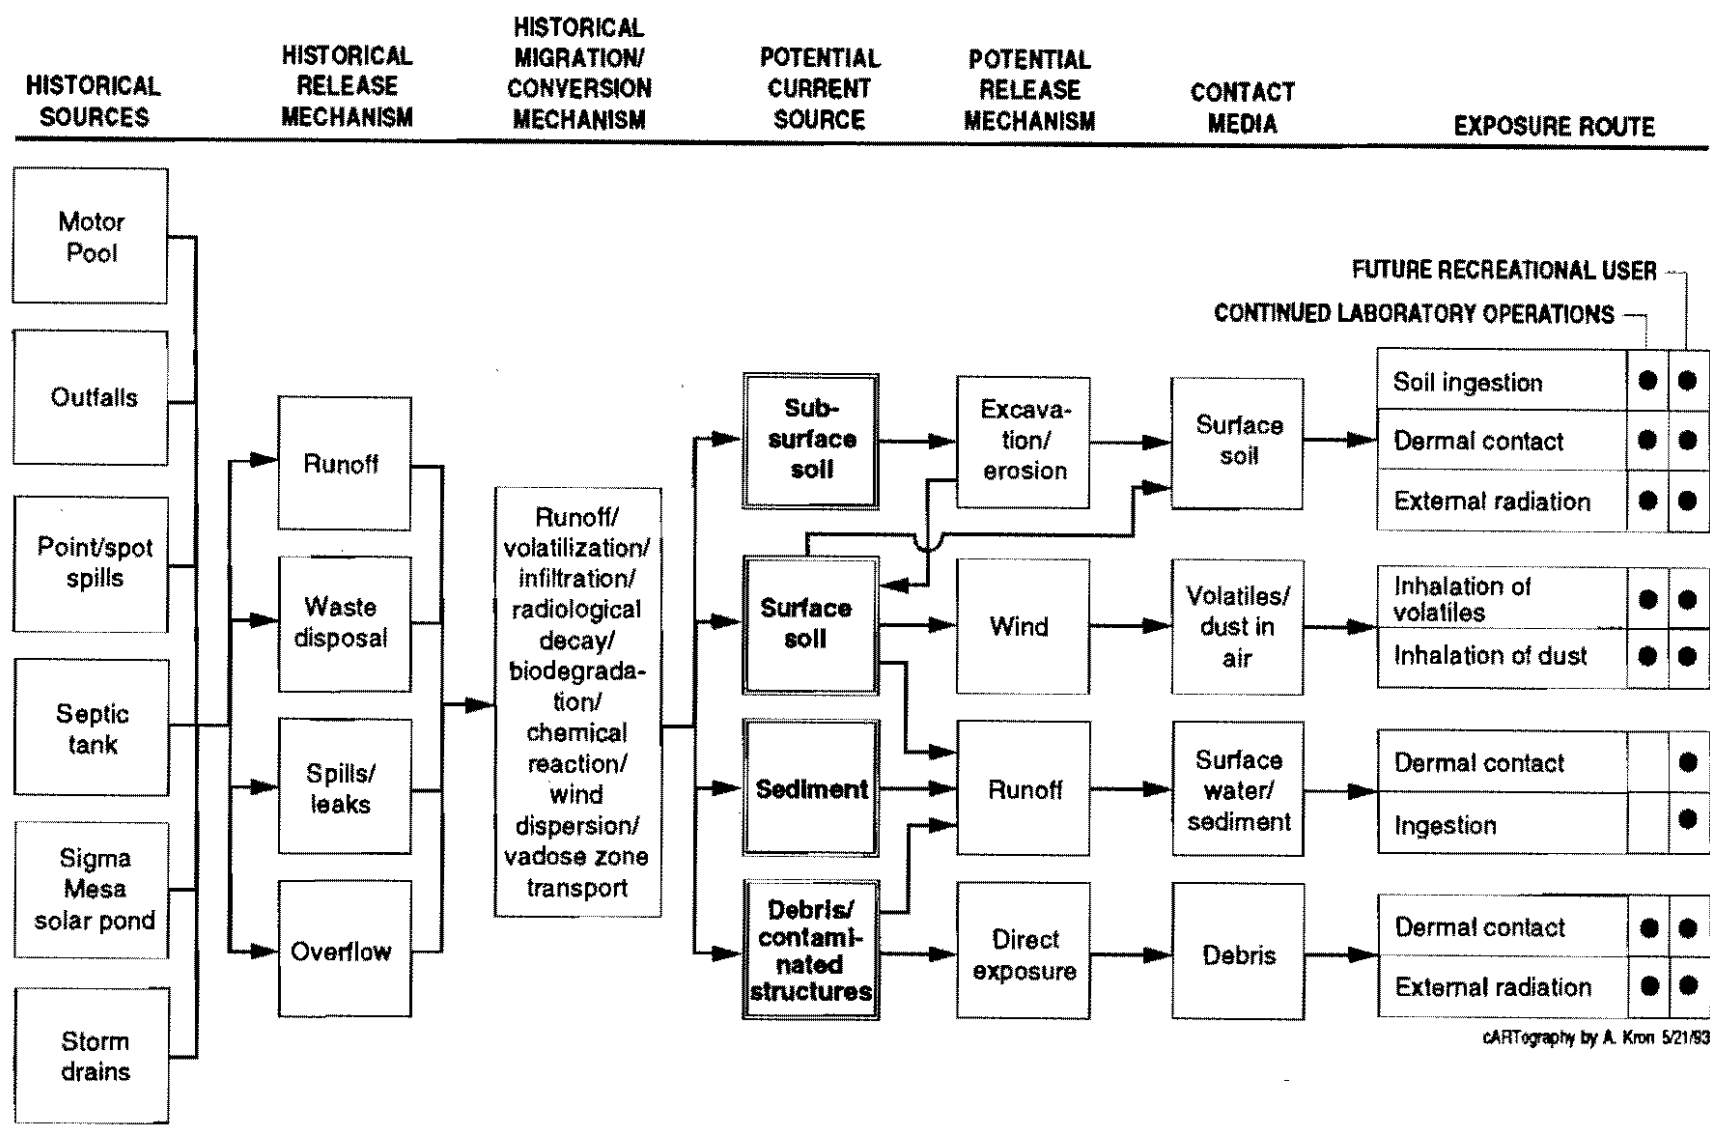 HISTORICAL
SOURCES
HISTORICAL
RELEASE
MECHANISM
HISTORICAL
MIGRATION/
CONVERSION
MECHANISM
POTENTIAL
CURRENT
SOURCE
POTENTIAL
RELEASE
MECHANISM
CONTACT
MEDIA
EXPOSURE ROUTE
Motor
Pool
Outfalls
Point/spot
spills
Septic
tank
Sigma
Mesa
solar pond
Storm
drains
Runoff
Waste
disposal
Spills/
leaks
Overflow
Runoff/
volatilization/
infiltration/
radiological
decay/
biodegrada-
tion/
chemical
reaction/
wind
dispersion/
vadose zone
transport
Sub-
surface
soil
Surface
soil
Sediment
Debris/
contami-
nated
structures
Excava-
tion/
erosion
Wind
Runoff
Direct
exposure
Surface
soil
Volatiles/
dust in
air
Surface
water/
sediment
Debris
FUTURE RECREATIONAL USER
CONTINUED LABORATORY OPERATIONS
Soil ingestion
Dermal contact
External radiation
Inhalation of
volatiles
Inhalation of dust
Dermal contact
Ingestion
Dermal contact
External radiation
cARTography by A. Kron 5/21/93